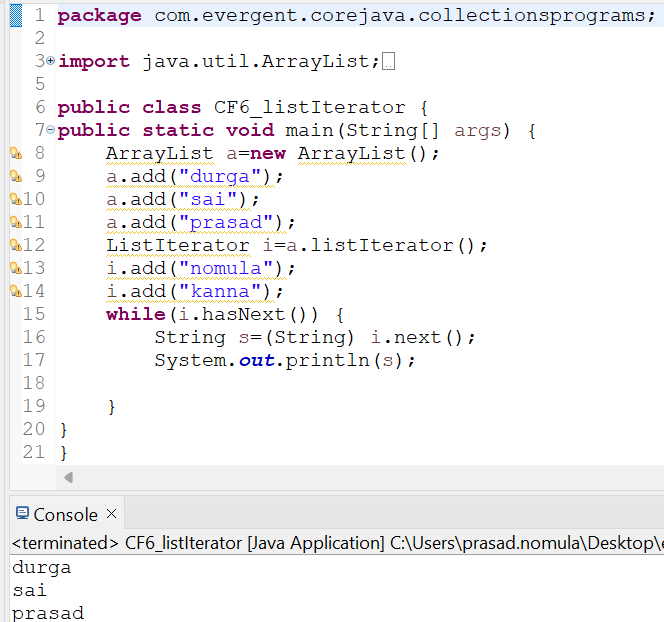 1 package com.evergent.corejava.collectionsprograms;
2
3 import java.util.ArrayList;
5
6 public class CF6_listIterator {
7 public static void main(String[] args) {
8 ArrayList a=new ArrayList();
9 a.add("durga");
10 a.add("sai");
11 a.add("prasad");
12 ListIterator i=a.listIterator();
13 i.add("nomula");
14 i.add("kanna");
15 while(i.hasNext()) {
16 String s=(String) i.next();
17 System.out.println(s);
18
19 }
20 }
21 }
Console
<terminated> CF6_listIterator [Java Application] C:\Users\prasad.nomula\Desktop\
durga
sai
prasad